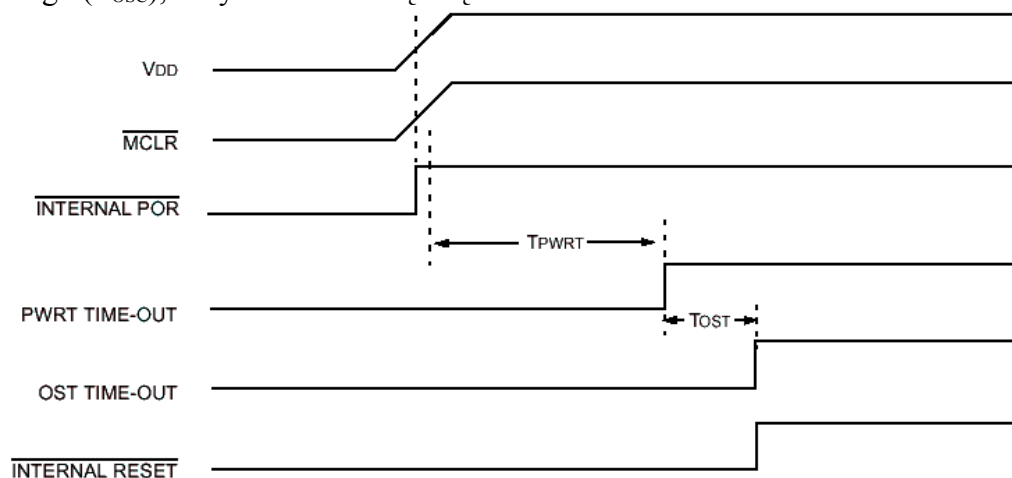 VDD
MCLR
INTERNAL POR
TPWRT
PWRT TIME-OUT
TOST
OST TIME-OUT
INTERNAL RESET